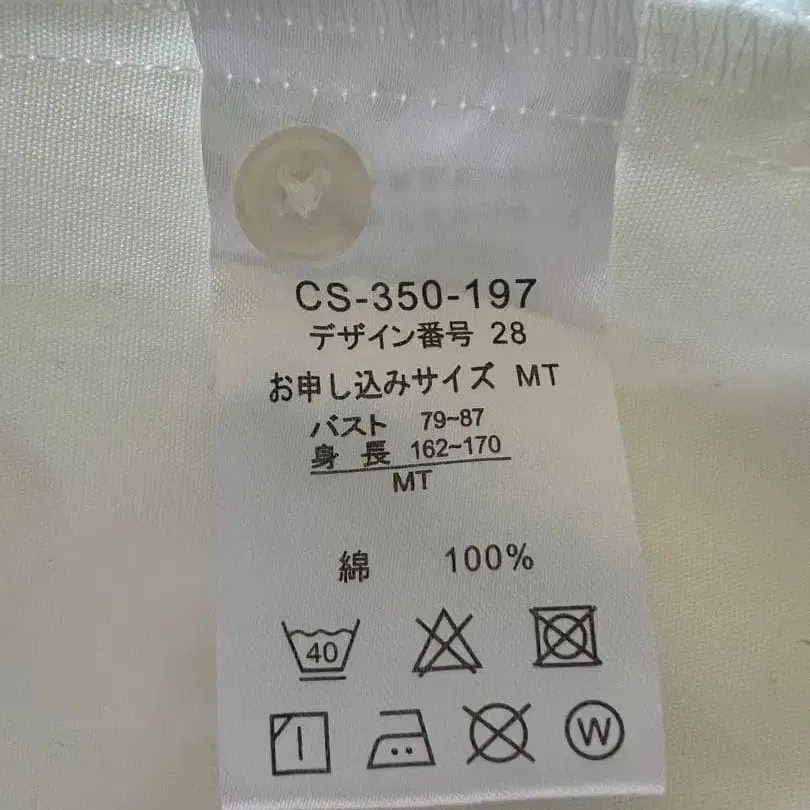 CS-350-197
デザイン番号 28
お申し込みサイズ MT
バスト 79~87
身長 162~170
MT
綿 100%
40
W